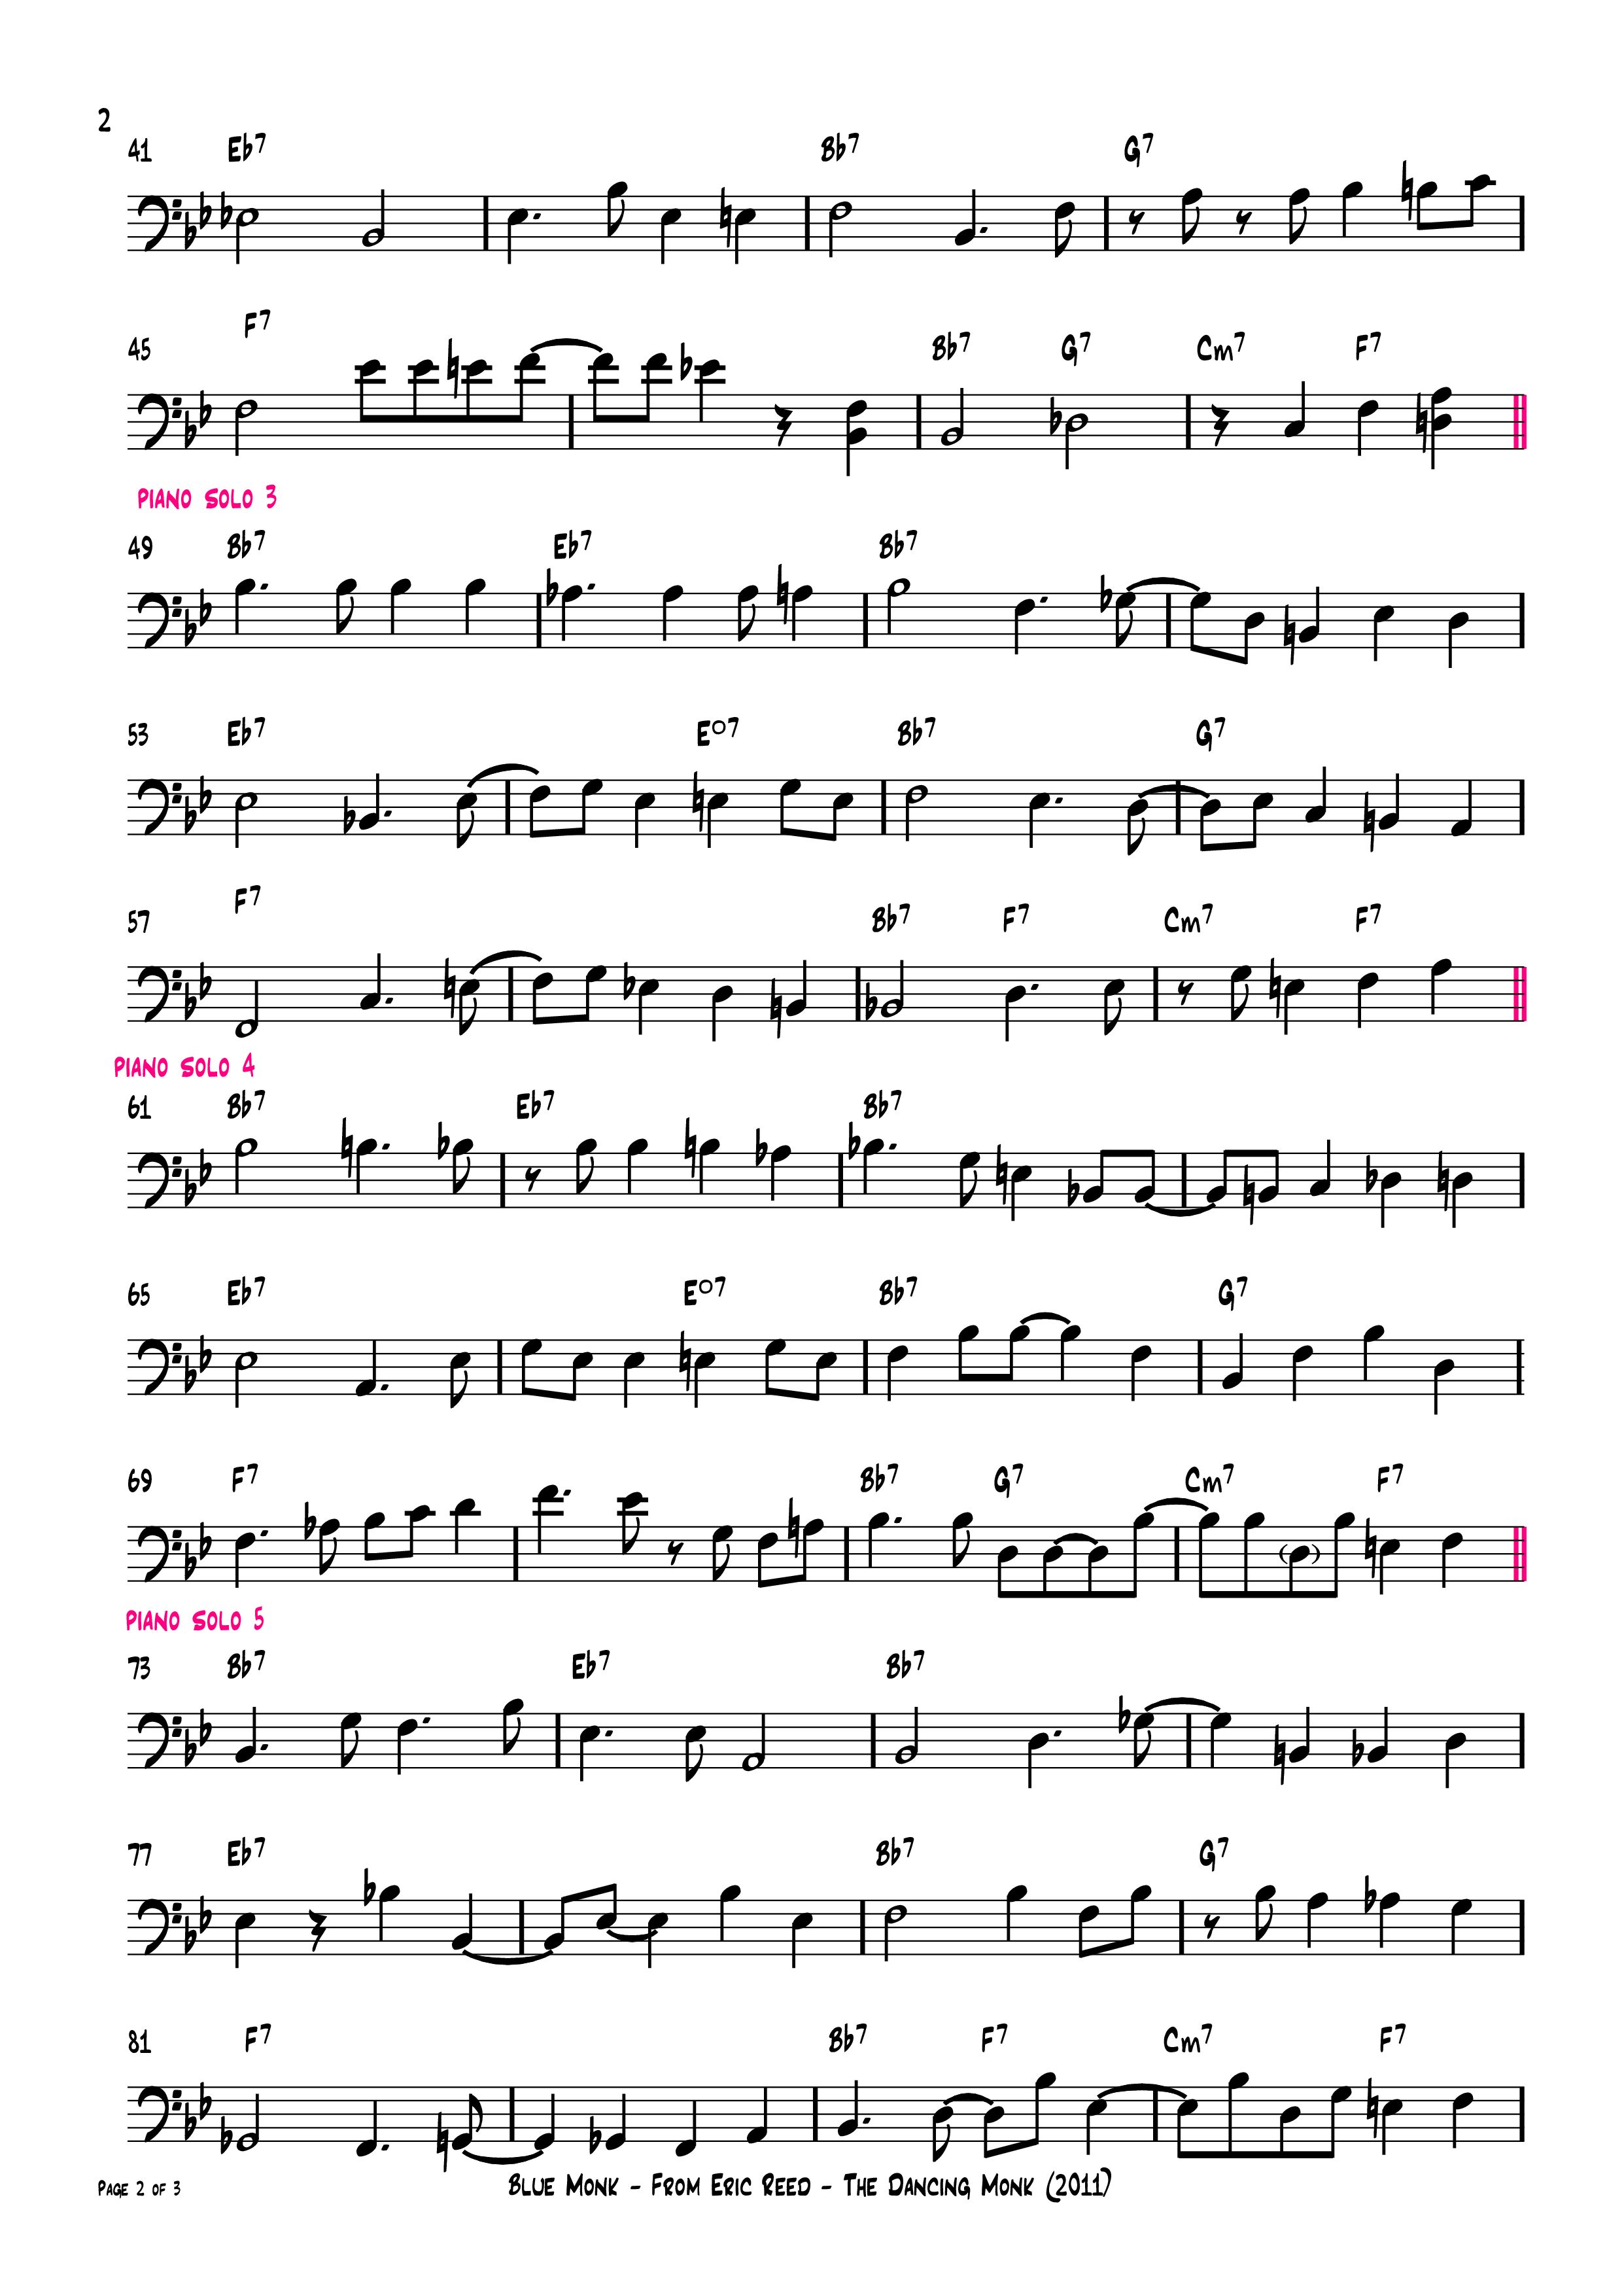 2
41 Eb7 Bb7 G7
45 F7 Bb7 G7 Cm7 F7
PIANO SOLO 3
49 Bb7 Eb7 Bb7
53 Eb7 Eo7 Bb7 G7
57 F7 Bb7 F7 Cm7 F7
PIANO SOLO 4
61 Bb7 Eb7 Bb7
65 Eb7 Eo7 Bb7 G7
69 F7 Bb7 G7 Cm7 F7
PIANO SOLO 5
73 Bb7 Eb7 Bb7
77 Eb7 Bb7 G7
81 F7 Bb7 F7 Cm7 F7
PAGE 2 OF 3 BLUE MONK - FROM ERIC REED - THE DANCING MONK (2011)